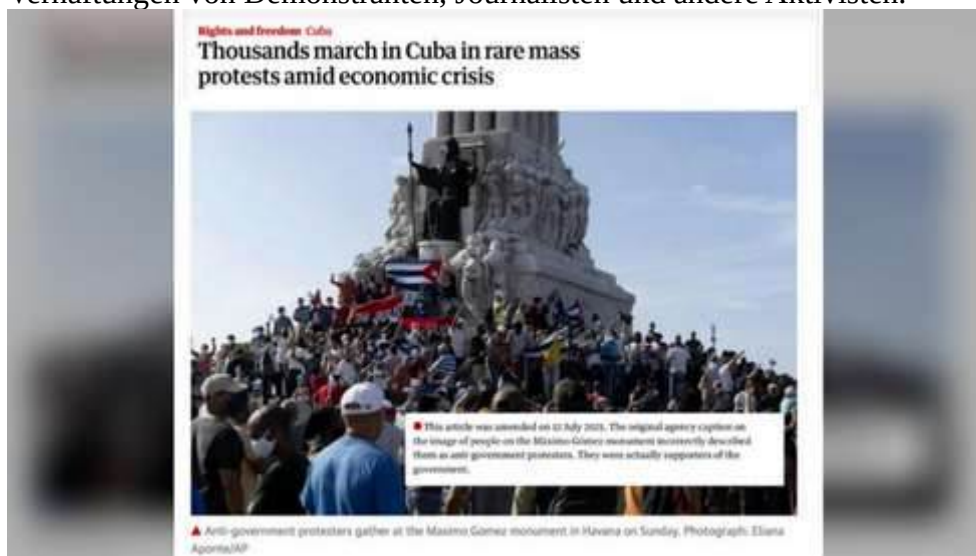 Verhaftungen von Demonstranten, Journalisten und andere Aktivisten.
Rights and freedom Cuba
Thousands march in Cuba in rare mass
protests amid economic crisis
This article was amended on 12 July 2021. The original agency caption on
the image of people on the Máximo Gómez monument incorrectly described
them as anti-government protesters. They were actually supporters of the
government.
Anti-government protesters gather at the Maximo Gomez monument in Havana on Sunday. Photograph: Eliana
Aponte/AP